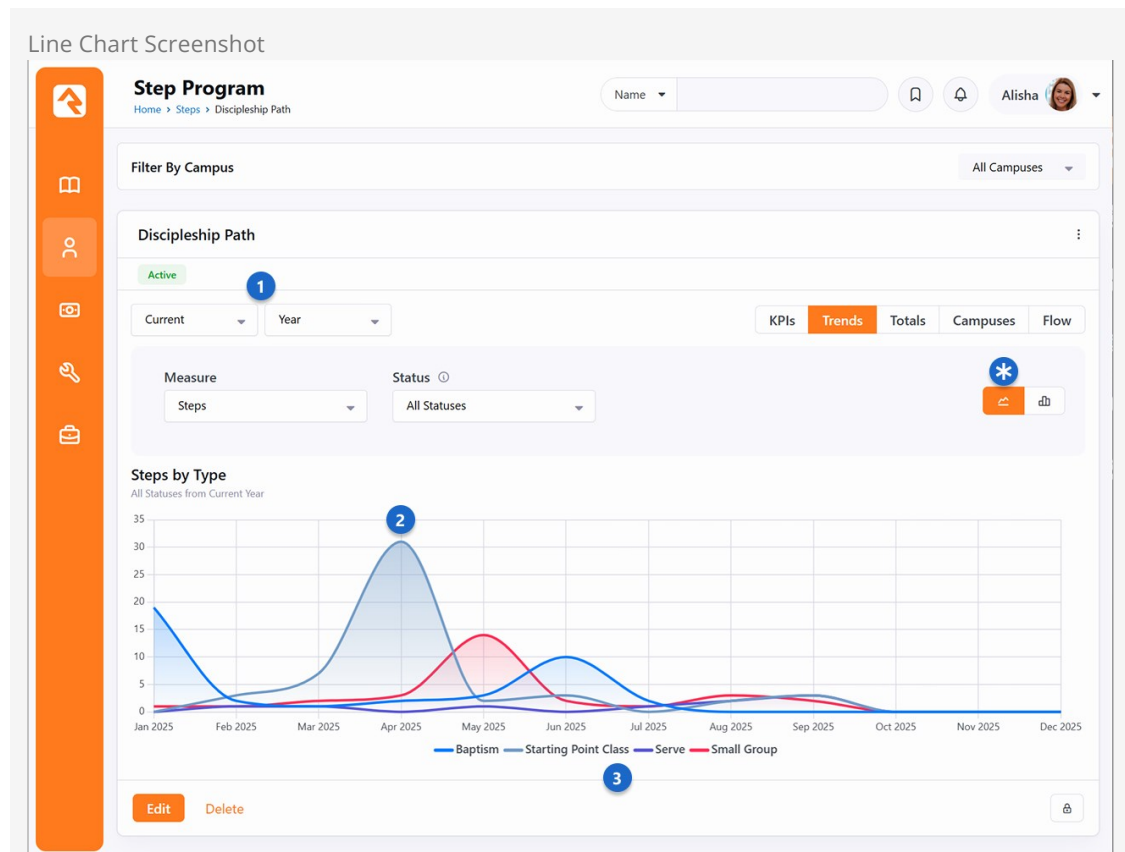 Line Chart Screenshot
Step Program
Home > Steps > Discipleship Path
Name
Alisha
Filter By Campus
All Campuses
Discipleship Path
Active
1
Current
Year
KPIs
Trends
Totals
Campuses
Flow
Measure
Status
Steps
All Statuses
Steps by Type
All Statuses from Current Year
2
35
30
25
20
15
10
5
0
Jan 2025
Feb 2025
Mar 2025
Apr 2025
May 2025
Jun 2025
Jul 2025
Aug 2025
Sep 2025
Oct 2025
Nov 2025
Dec 2025
Baptism
Starting Point Class
Serve
Small Group
3
Edit
Delete